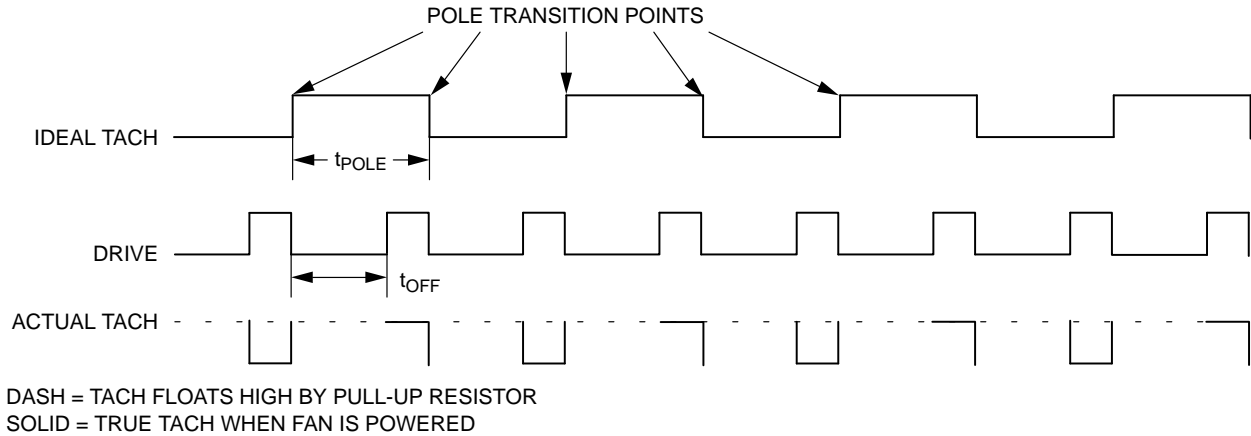 POLE TRANSITION POINTS
IDEAL TACH
tPOLE
DRIVE
tOFF
ACTUAL TACH
DASH = TACH FLOATS HIGH BY PULL-UP RESISTOR
SOLID = TRUE TACH WHEN FAN IS POWERED